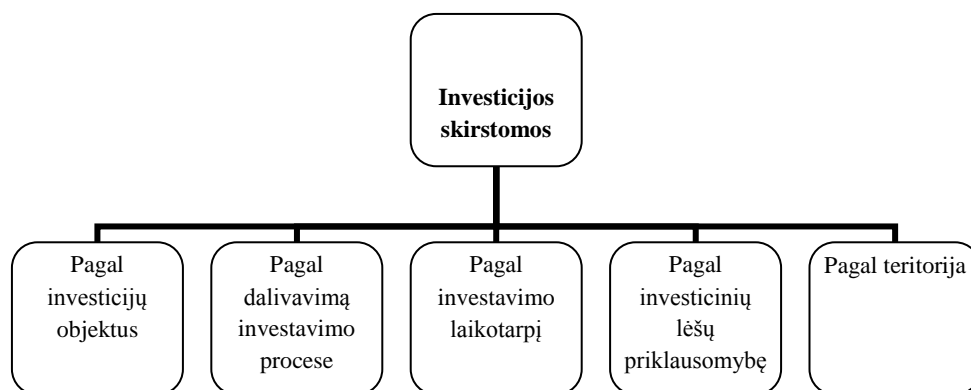 Investicijos
skirstomos
Pagal
investicijų
objektus
Pagal
dalivavimą
investavimo
procese
Pagal
investavimo
laikotarpį
Pagal
investicinių
lėšų
priklausomybę
Pagal teritorija